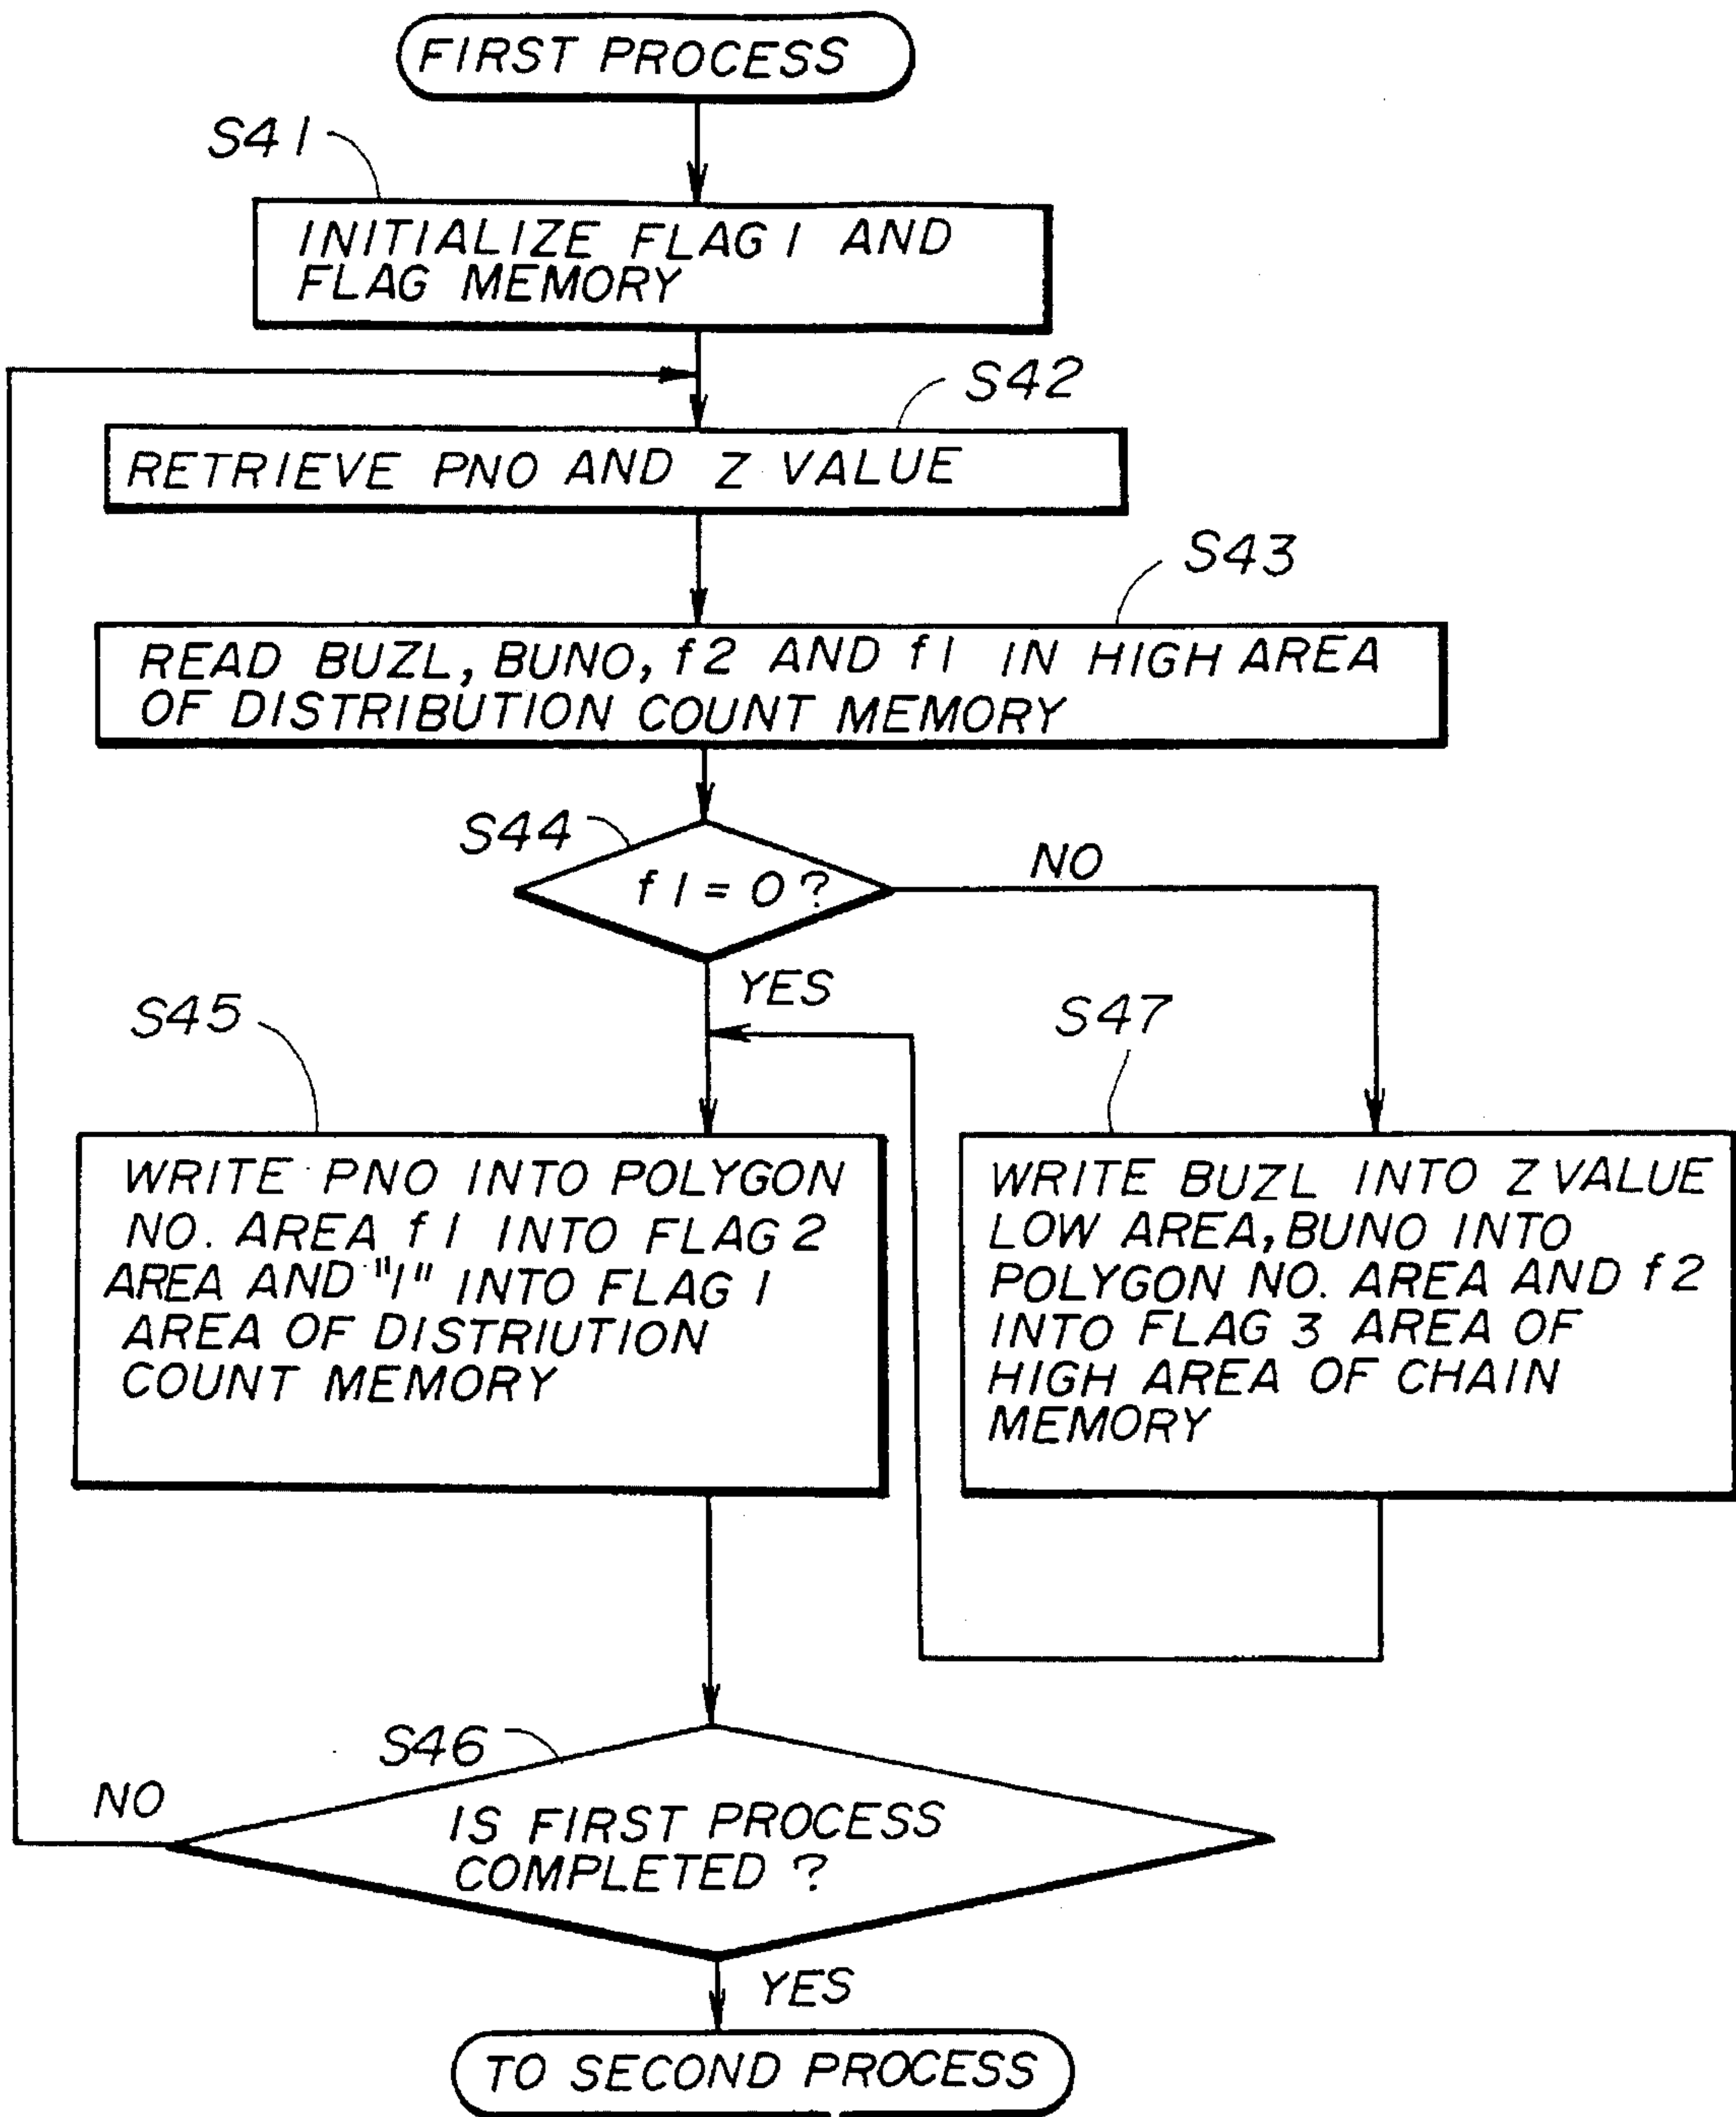 FIRST PROCESS
S41
INITIALIZE FLAG 1 AND
FLAG MEMORY
S42
RETRIEVE PNO AND Z VALUE
S43
READ BUZL, BUNO, f2 AND f1 IN HIGH AREA
OF DISTRIBUTION COUNT MEMORY
S44
f1=0?
NO
YES
S45
WRITE PNO INTO POLYGON
NO. AREA f1 INTO FLAG 2
AREA AND "1" INTO FLAG 1
AREA OF DISTRIUTION
COUNT MEMORY
S47
WRITE BUZL INTO Z VALUE
LOW AREA, BUNO INTO
POLYGON NO. AREA AND f2
INTO FLAG 3 AREA OF
HIGH AREA OF CHAIN
MEMORY
S46
NO
IS FIRST PROCESS
COMPLETED ?
YES
TO SECOND PROCESS